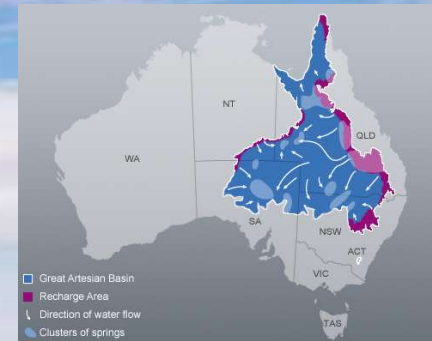 NT
QLD
WA
SA
NSW
ACT
VIC
TAS
Great Artesian Basin
Recharge Area
Direction of water flow
Clusters of springs